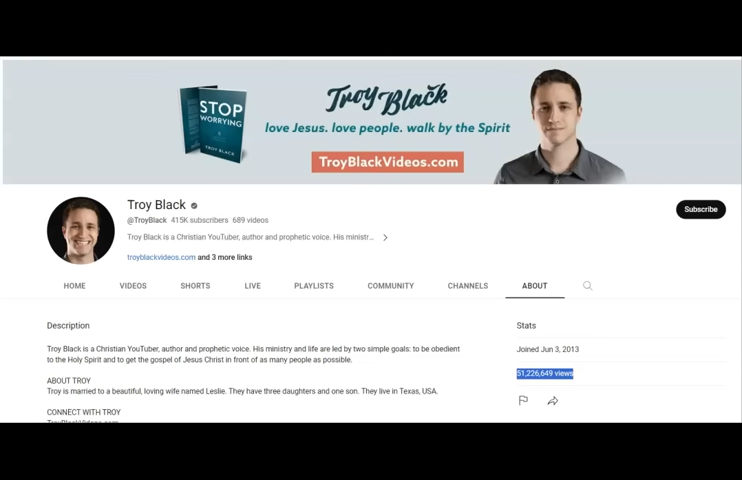 STOP
WORRYING
TROY BLACK
Troy Black
love Jesus. love people. walk by the Spirit
TroyBlackVideos.com
Troy Black
@TroyBlack 415K subscribers 689 videos
Troy Black is a Christian YouTuber, author and prophetic voice. His ministr...
troyblackvideos.com and 3 more links
Subscribe
HOME VIDEOS SHORTS LIVE PLAYLISTS COMMUNITY CHANNELS ABOUT
Description
Troy Black is a Christian YouTuber, author and prophetic voice. His ministry and life are led by two simple goals: to be obedient
to the Holy Spirit and to get the gospel of Jesus Christ in front of as many people as possible.
ABOUT TROY
Troy is married to a beautiful, loving wife named Leslie. They have three daughters and one son. They live in Texas, USA.
CONNECT WITH TROY
Stats
Joined Jun 3, 2013
51,226,649 views